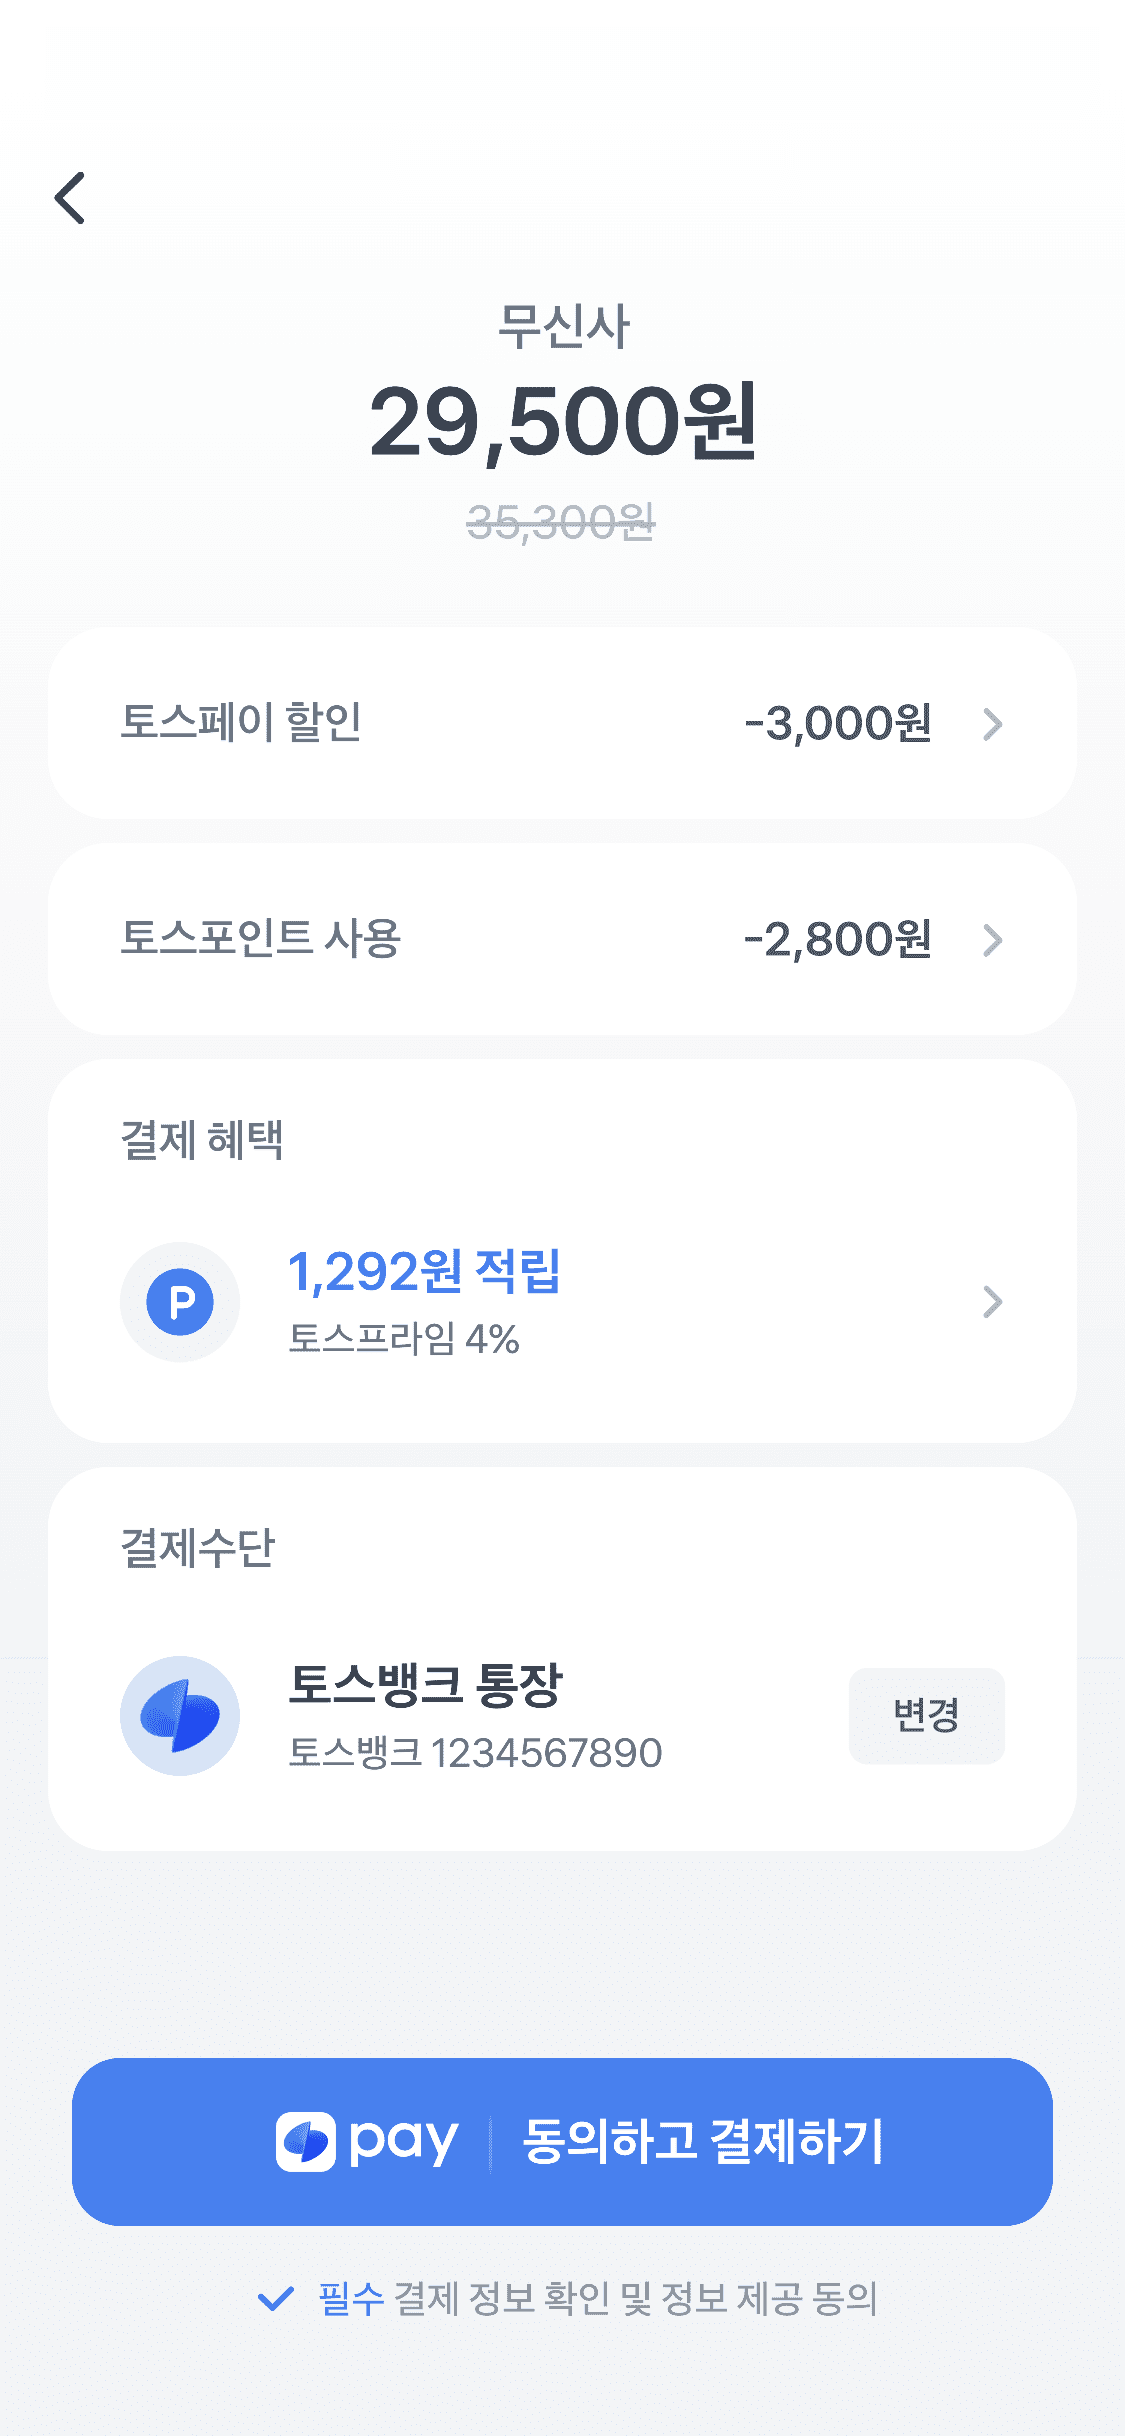 무신사
29,500원
35,300원
토스페이 할인 -3,000원
토스포인트 사용 -2,800원
결제 혜택
P
1,292원 적립
토스프라임 4%
결제수단
토스뱅크 통장
토스뱅크 1234567890
변경
pay 동의하고 결제하기
필수 결제 정보 확인 및 정보 제공 동의